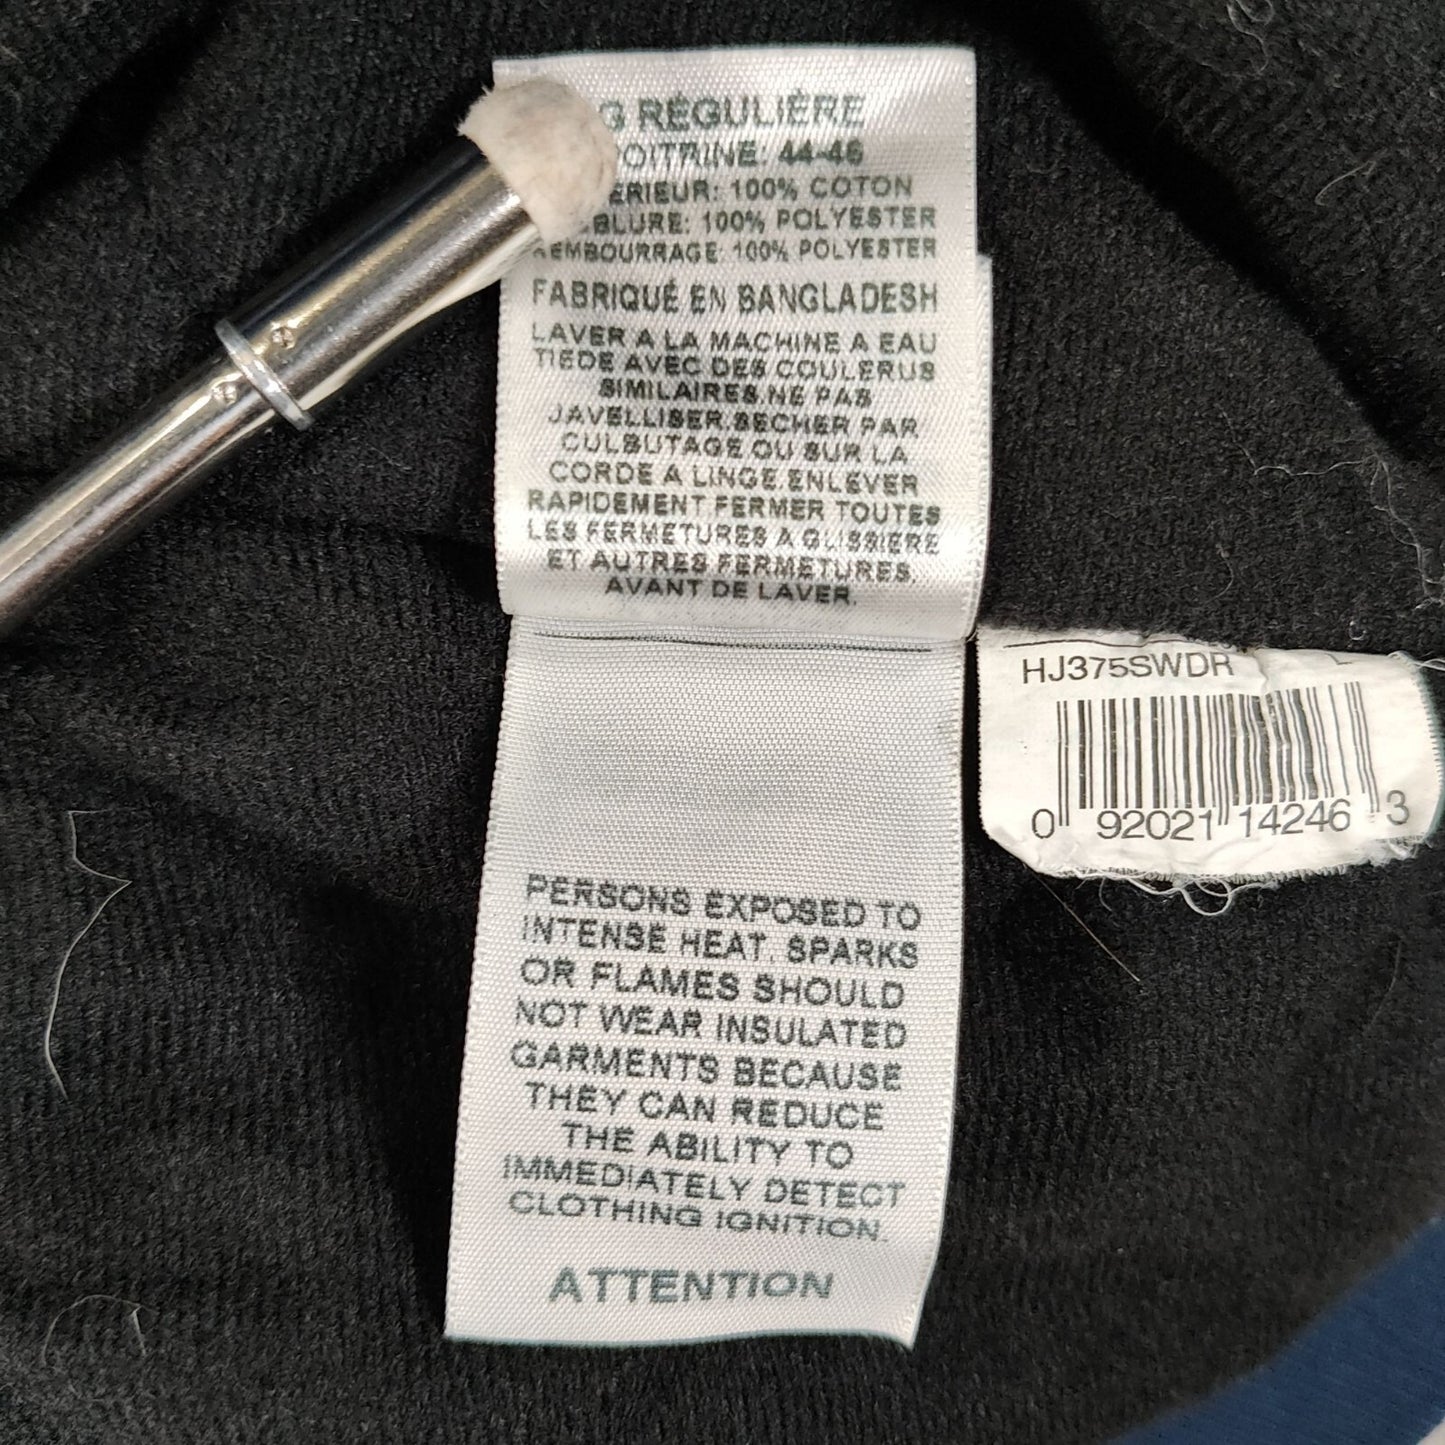 G RÉGULIÈRE
44-46
100% COTON
100% POLYESTER
REMBOURRAGE: 100% POLYESTER
FABRIQUÉ EN BANGLADESH
LAVER A LA MACHINE A EAU
TIEDE AVEC DES COULERUS
SIMILAIRES.NE PAS
JAVELLISER.SECHER PAR
CULBUTAGE OU SUR LA
CORDE A LINGE.ENLEVER
RAPIDEMENT FERMER TOUTES
LES FERMETURES A GLISSIERE
ET AUTRES FERMETURES.
AVANT DE LAVER.
HJ375SWDR
0 92021 14246 3
PERSONS EXPOSED TO
INTENSE HEAT, SPARKS
OR FLAMES SHOULD
NOT WEAR INSULATED
GARMENTS BECAUSE
THEY CAN REDUCE
THE ABILITY TO
IMMEDIATELY DETECT
CLOTHING IGNITION.
ATTENTION